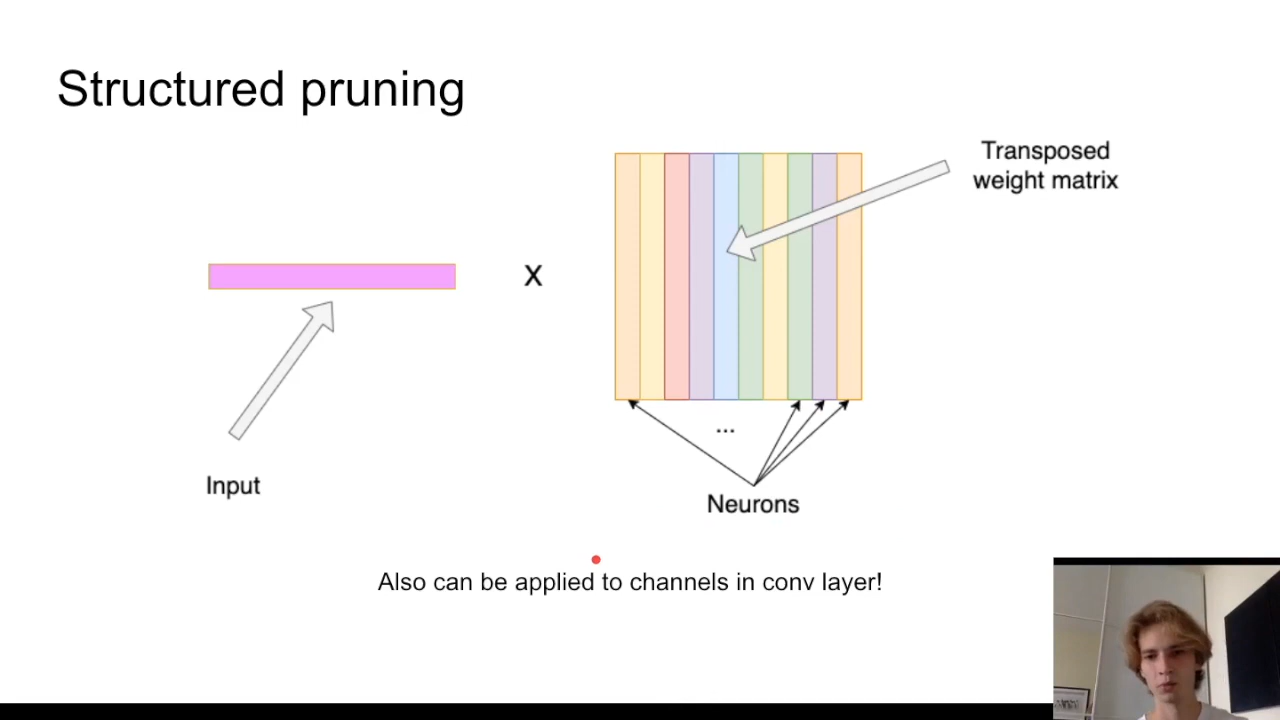 Structured pruning
Transposed
weight matrix
X
Input
...
Neurons
Also can be applied to channels in conv layer!